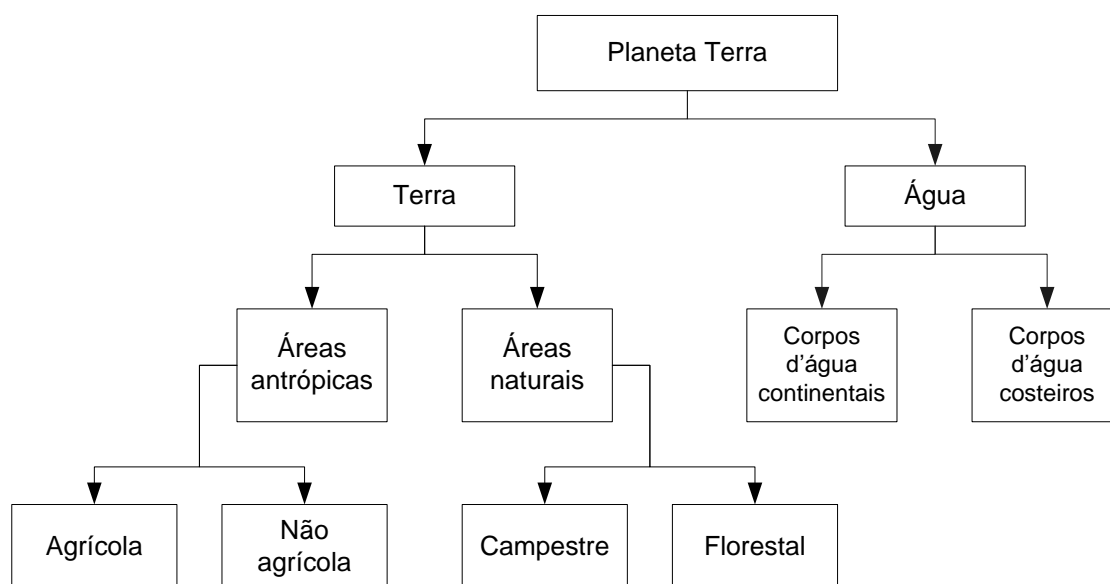 Planeta Terra
Terra
Água
Áreas
antrópicas
Áreas
naturais
Corpos
d’água
continentais
Corpos
d’água
costeiros
Agrícola
Não
agrícola
Campestre
Florestal